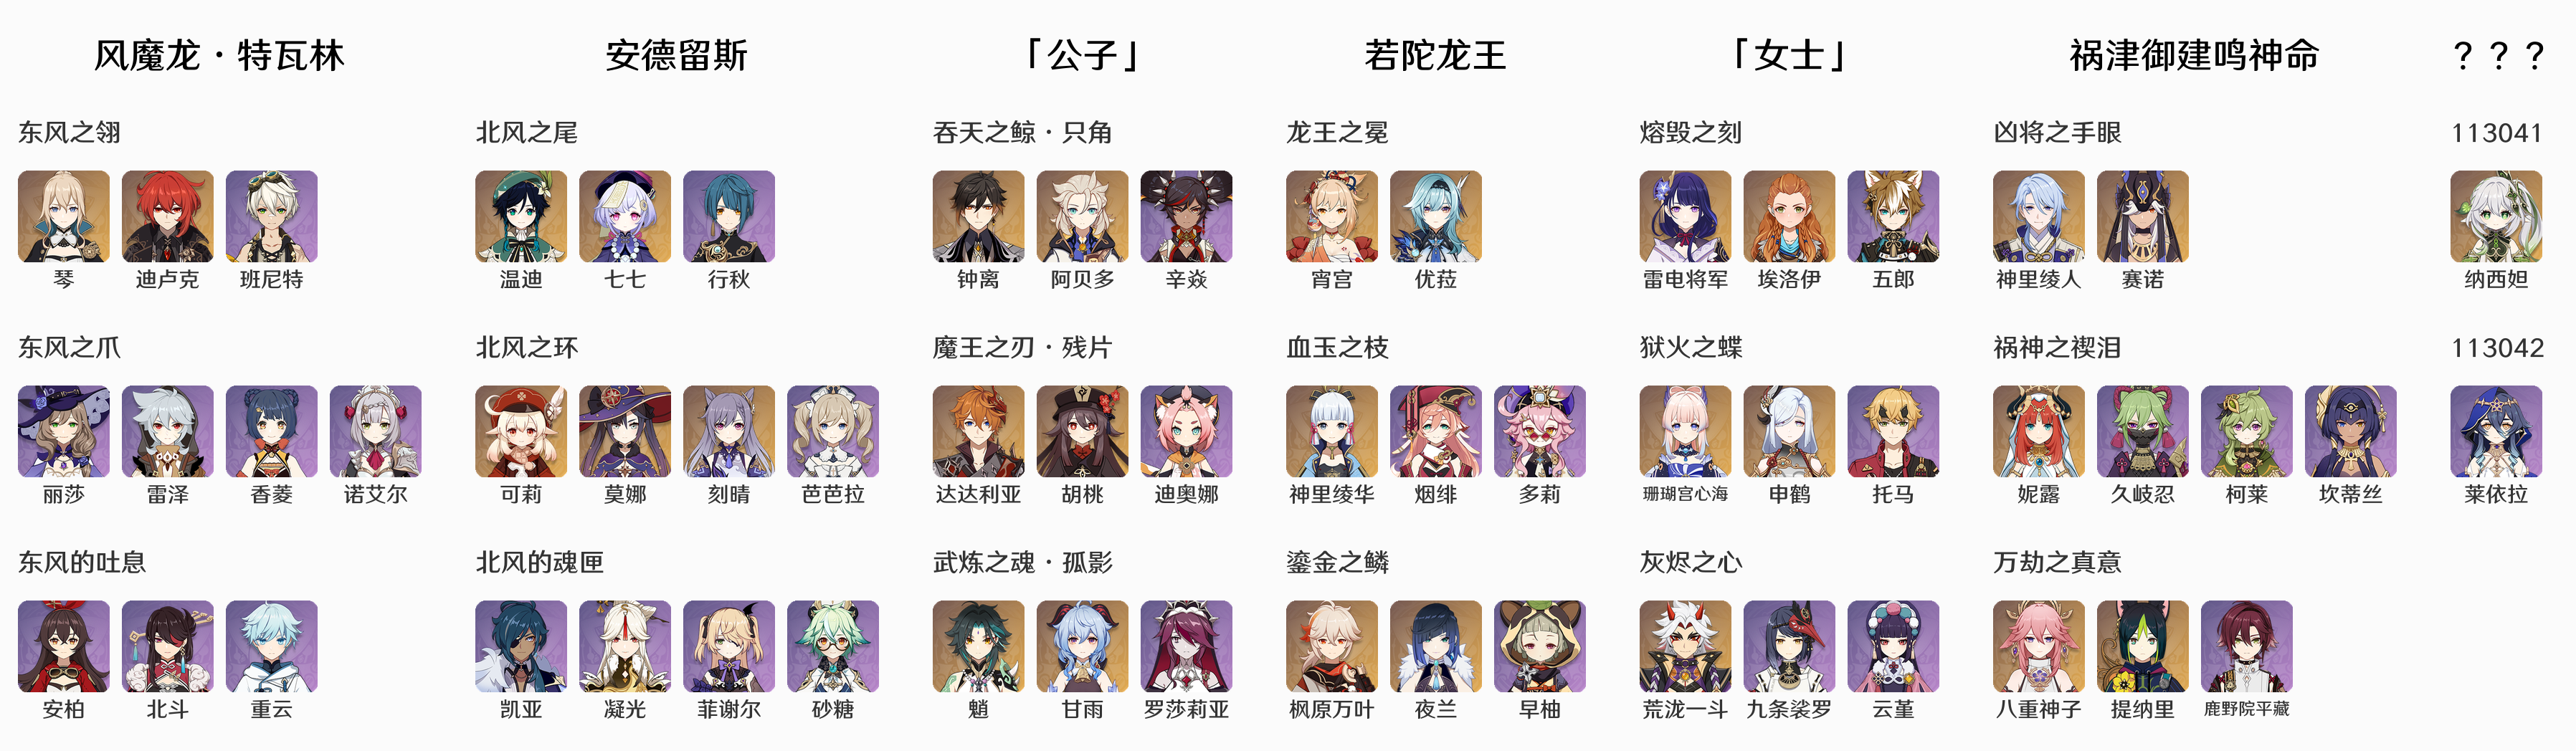 风魔龙・特瓦林
安德留斯
「公子」
若陀龙王
「女士」
祸津御建鸣神命
？？？
东风之翎
北风之尾
吞天之鲸・只角
龙王之冕
熔毁之刻
凶将之手眼
113041
琴 迪卢克 班尼特
温迪 七七 行秋
钟离 阿贝多 辛焱
宵宫 优菈
雷电将军 埃洛伊 五郎
神里绫人 赛诺
纳西妲
东风之爪
北风之环
魔王之刃・残片
血玉之枝
狱火之蝶
祸神之禊泪
113042
丽莎 雷泽 香菱 诺艾尔
可莉 莫娜 刻晴 芭芭拉
达达利亚 胡桃 迪奥娜
神里绫华 烟绯 多莉
珊瑚宫心海 申鹤 托马
妮露 久岐忍 柯莱 坎蒂丝
莱依拉
东风的吐息
北风的魂匣
武炼之魂・孤影
鎏金之鳞
灰烬之心
万劫之真意
安柏 北斗 重云
凯亚 凝光 菲谢尔 砂糖
魈 甘雨 罗莎莉亚
枫原万叶 夜兰 早柚
荒泷一斗 九条裟罗 云堇
八重神子 提纳里 鹿野院平藏